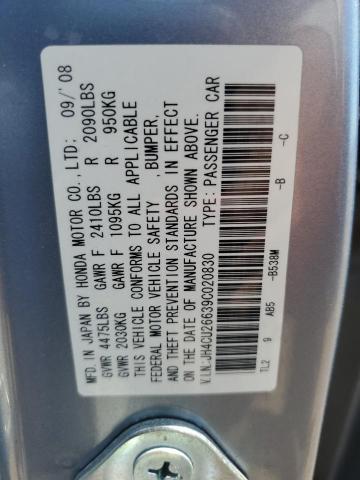 MFD. IN JAPAN BY HONDA MOTOR CO., LTD: 09/'08
GVWR 4475LBS GAWR F 2410LBS R 2090LBS
GVWR 2030KG GAWR F 1095KG R 950KG
THIS VEHICLE CONFORMS TO ALL APPLICABLE
FEDERAL MOTOR VEHICLE SAFETY ,BUMPER,
AND THEFT PREVENTION STANDARDS IN EFFECT
ON THE DATE OF MANUFACTURE SHOWN ABOVE.
V.I.N.: JH4CU26639C020830 TYPE: PASSENGER CAR
TL2 9 AB5 -B538M -B -C